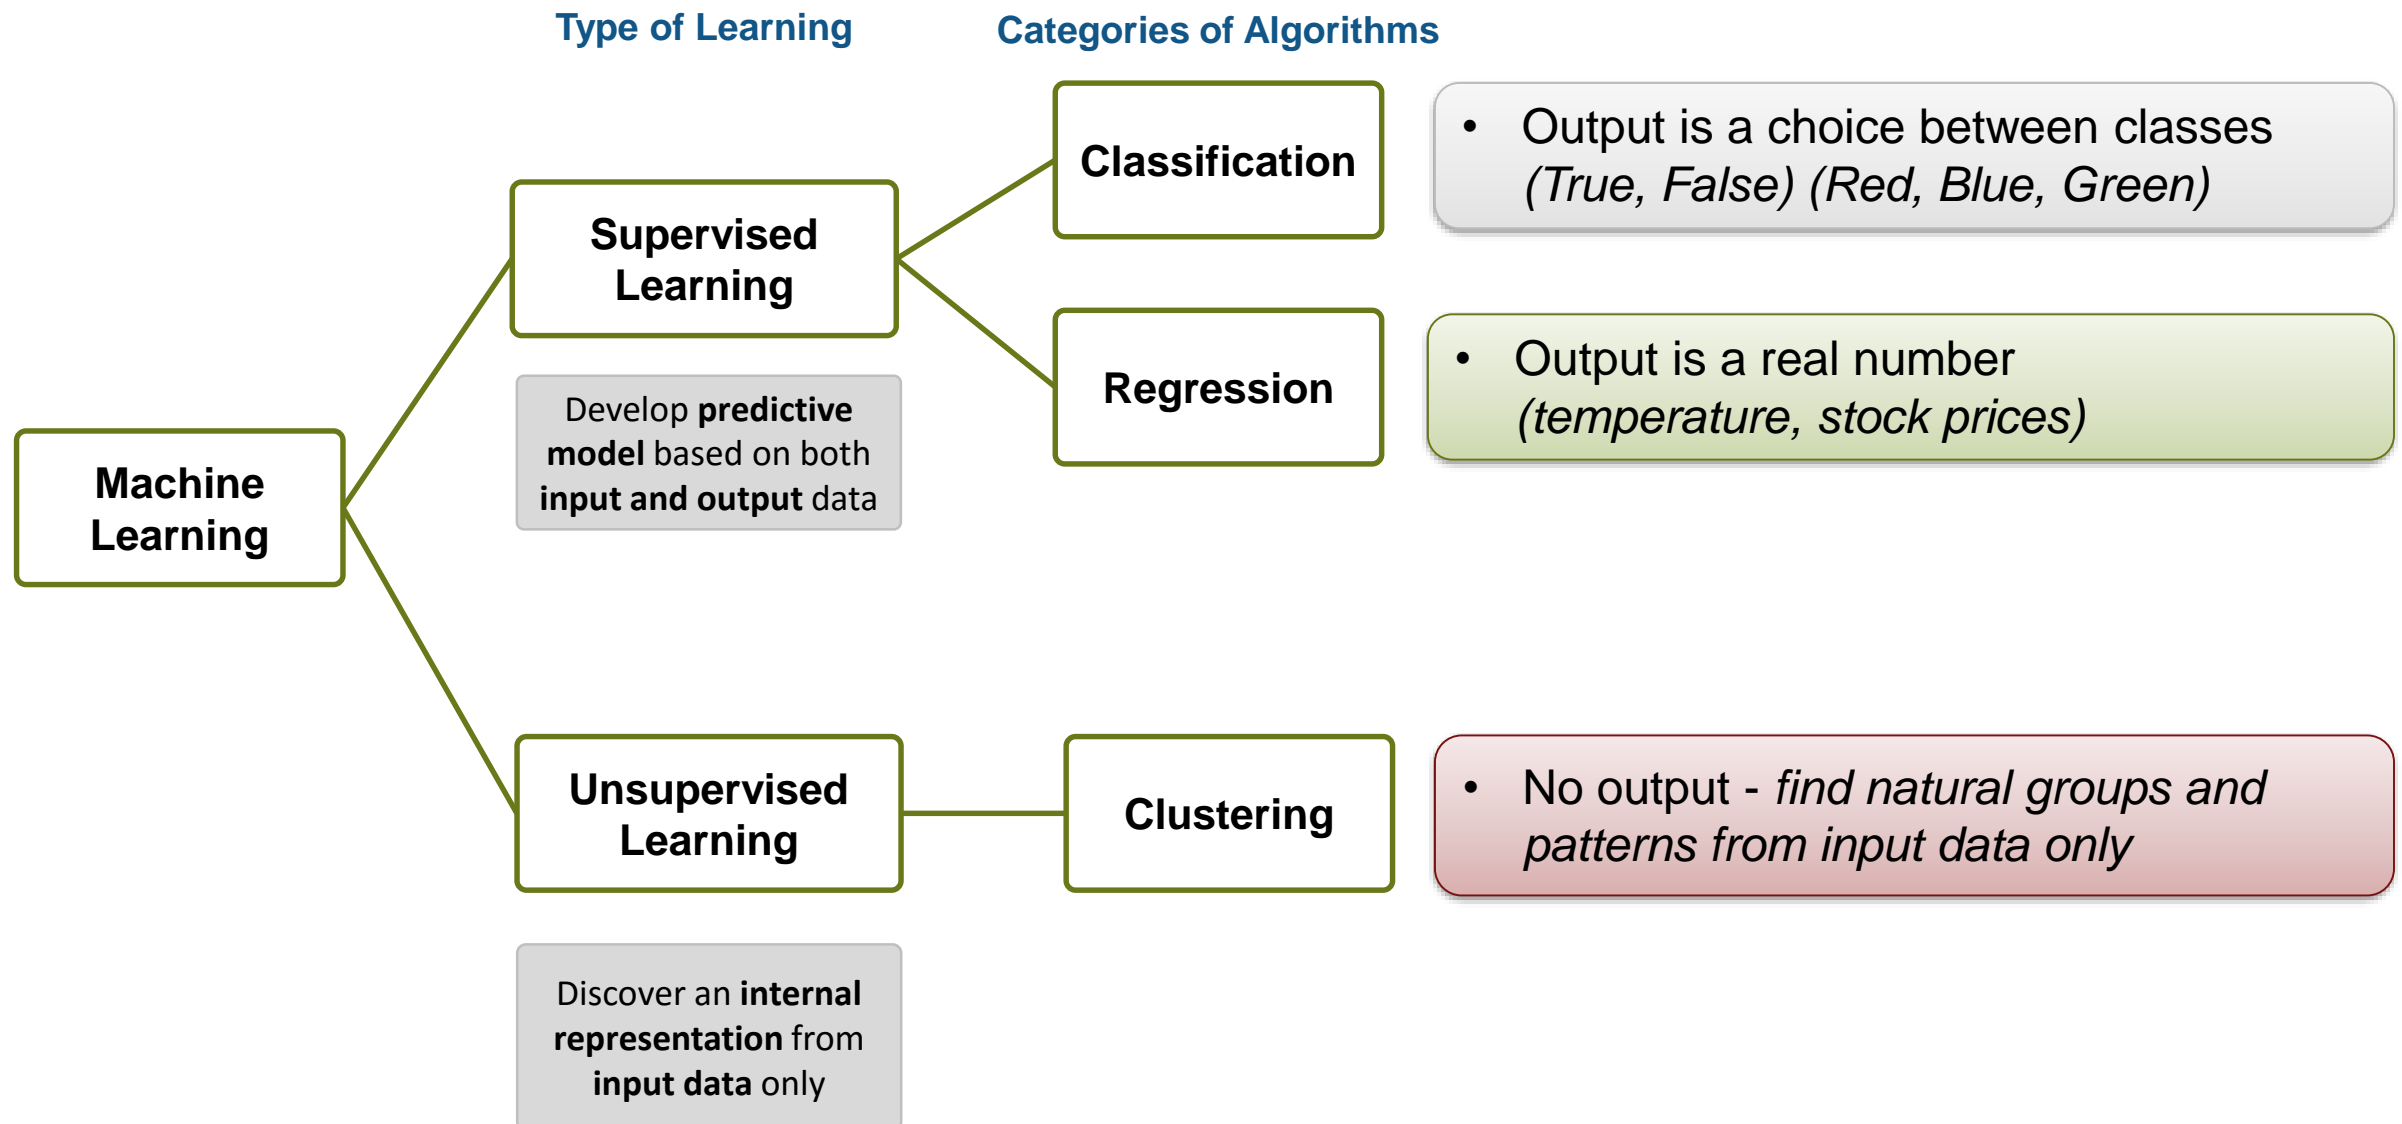 Type of Learning
Categories of Algorithms
Machine
Learning
Supervised
Learning
Develop predictive
model based on both
input and output data
Classification
• Output is a choice between classes
(True, False) (Red, Blue, Green)
Regression
• Output is a real number
(temperature, stock prices)
Unsupervised
Learning
Discover an internal
representation from
input data only
Clustering
• No output - find natural groups and
patterns from input data only